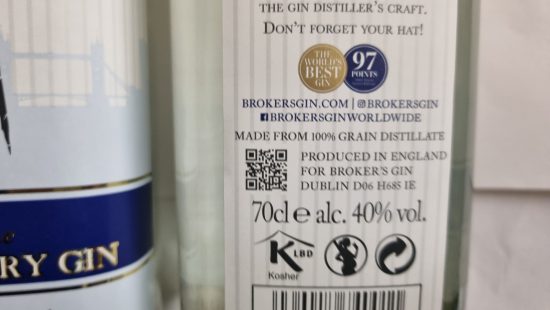 THE GIN DISTILLER'S CRAFT.
DON'T FORGET YOUR HAT!
THE WORLD'S BEST GIN
97 POINTS
BROKERSGIN.COM | @BROKERSGIN
BROKERSGINWORLDWIDE
MADE FROM 100% GRAIN DISTILLATE
PRODUCED IN ENGLAND
FOR BROKER'S GIN
DUBLIN D06 H685 IE
70cl e alc. 40% vol.
K LBD
Kosher
RY GIN